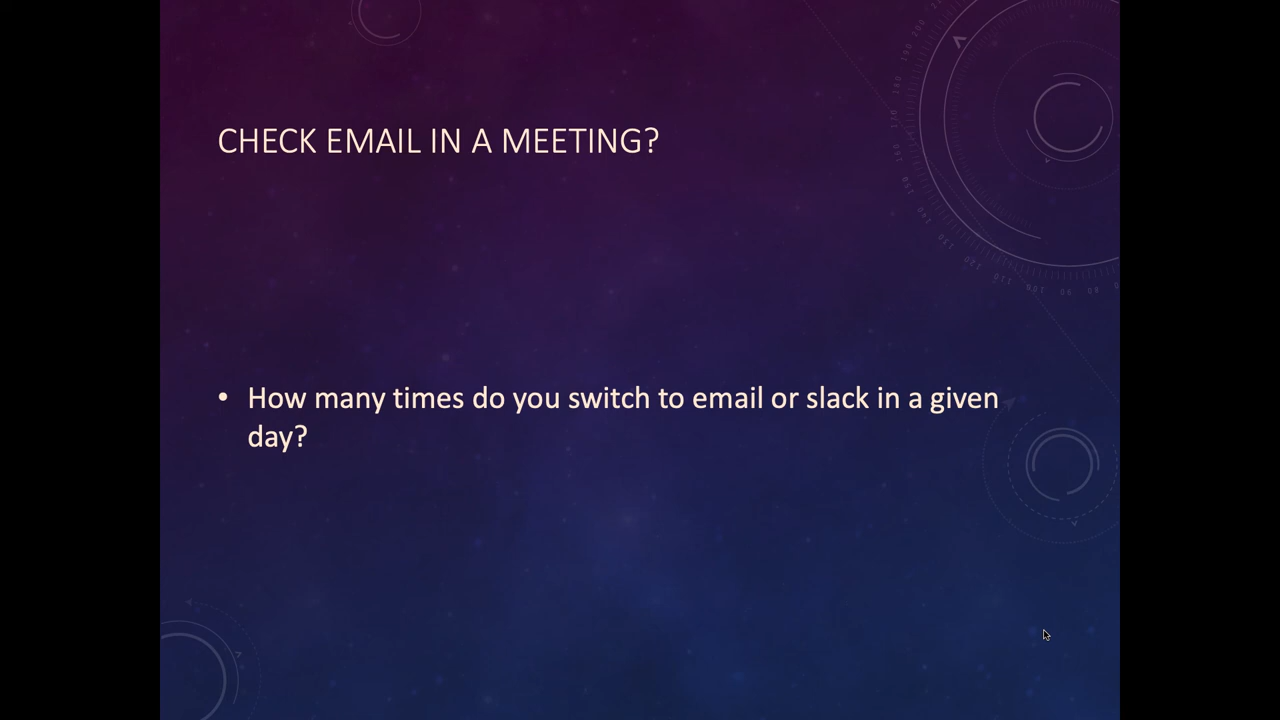 CHECK EMAIL IN A MEETING?
• How many times do you switch to email or slack in a given
day?